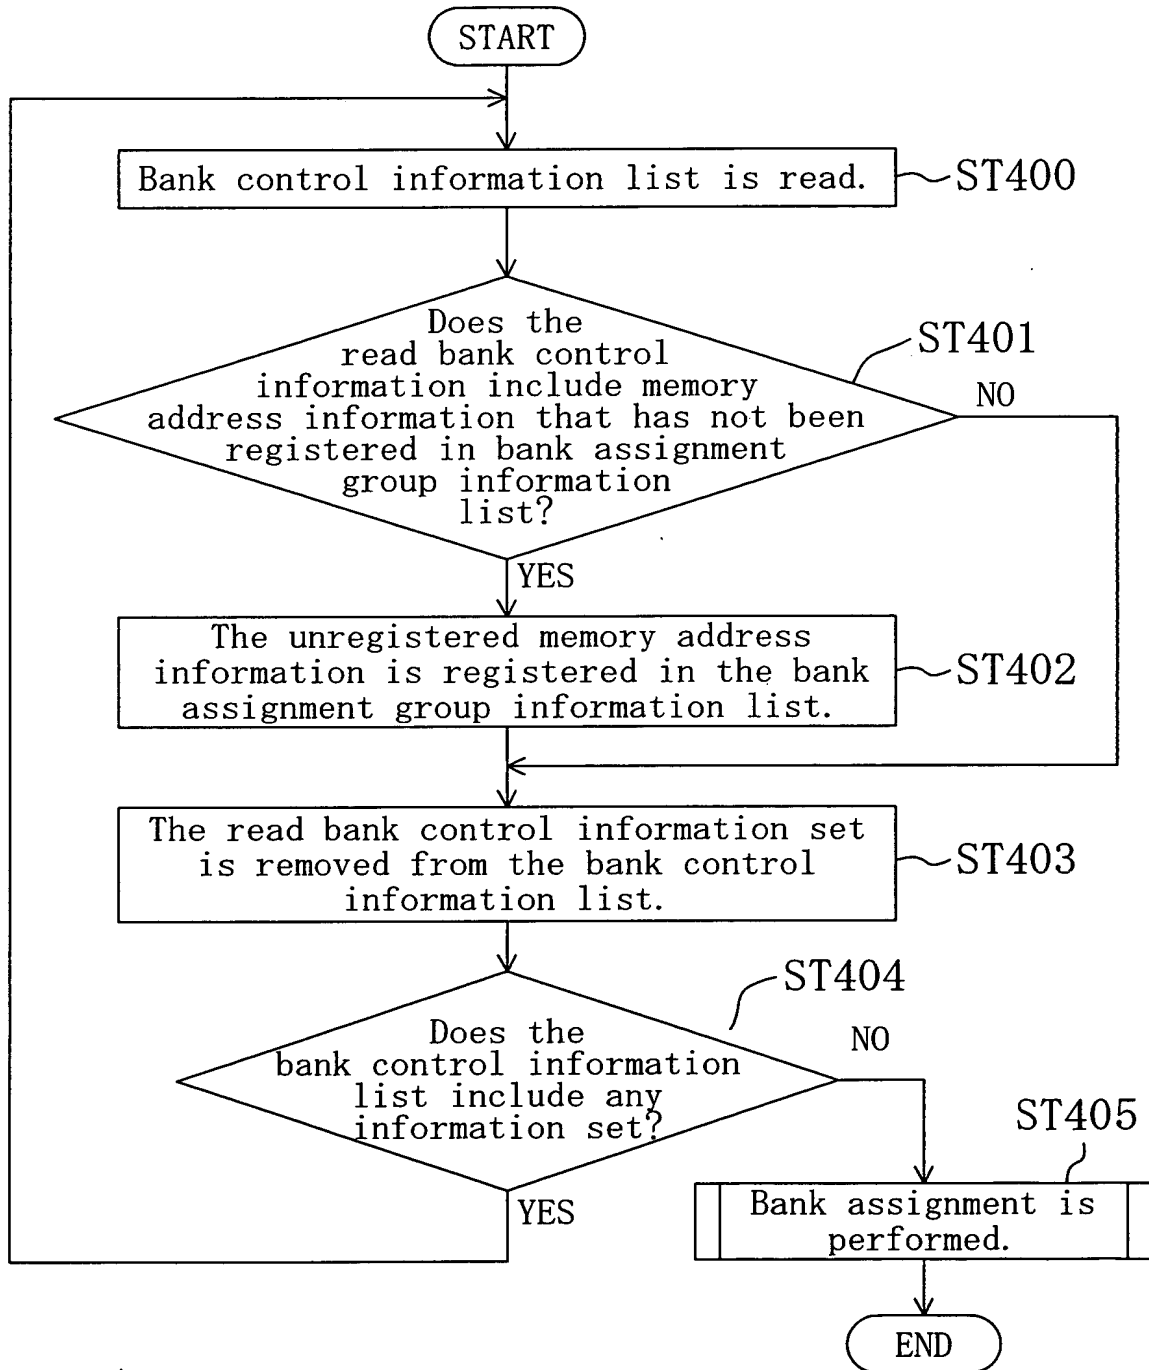 START
Bank control information list is read.
ST400
Does the
read bank control
information include memory
address information that has not been
registered in bank assignment
group information
list?
ST401
NO
YES
The unregistered memory address
information is registered in the bank
assignment group information list.
ST402
The read bank control information set
is removed from the bank control
information list.
ST403
ST404
Does the
bank control information
list include any
information set?
NO
YES
ST405
Bank assignment is
performed.
END